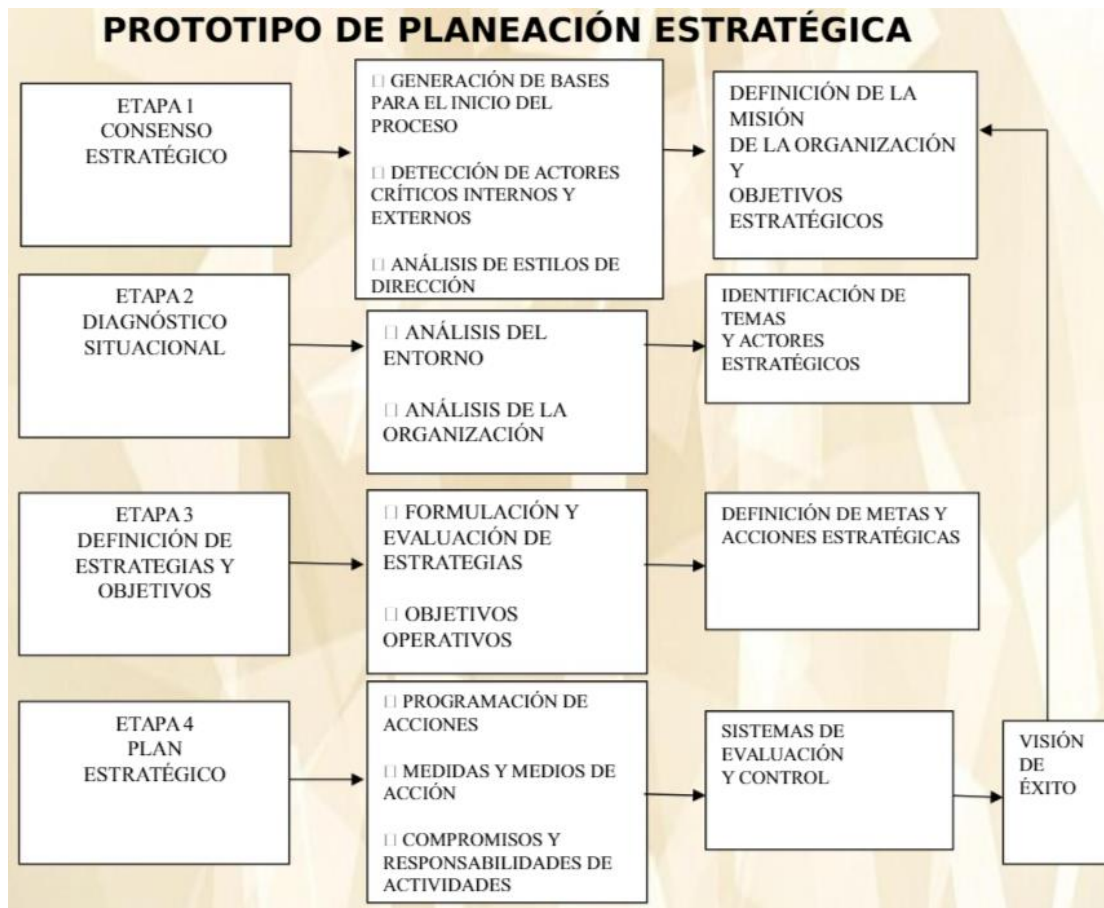 PROTOTIPO DE PLANEACIÓN ESTRATÉGICA
ETAPA 1
CONSENSO
ESTRATÉGICO
□ GENERACIÓN DE BASES
PARA EL INICIO DEL
PROCESO
□ DETECCIÓN DE ACTORES
CRÍTICOS INTERNOS Y
EXTERNOS
□ ANÁLISIS DE ESTILOS DE
DIRECCIÓN
DEFINICIÓN DE LA
MISIÓN
DE LA ORGANIZACIÓN
Y
OBJETIVOS
ESTRATÉGICOS
ETAPA 2
DIAGNÓSTICO
SITUACIONAL
□ ANÁLISIS DEL
ENTORNO
□ ANÁLISIS DE LA
ORGANIZACIÓN
IDENTIFICACIÓN DE
TEMAS
Y ACTORES
ESTRATÉGICOS
ETAPA 3
DEFINICIÓN DE
ESTRATEGIAS Y
OBJETIVOS
□ FORMULACIÓN Y
EVALUACIÓN DE
ESTRATEGIAS
□ OBJETIVOS
OPERATIVOS
DEFINICIÓN DE METAS Y
ACCIONES ESTRATÉGICAS
ETAPA 4
PLAN
ESTRATÉGICO
□ PROGRAMACIÓN DE
ACCIONES
□ MEDIDAS Y MEDIOS DE
ACCIÓN
□ COMPROMISOS Y
RESPONSABILIDADES DE
ACTIVIDADES
SISTEMAS DE
EVALUACIÓN
Y CONTROL
VISIÓN
DE
ÉXITO